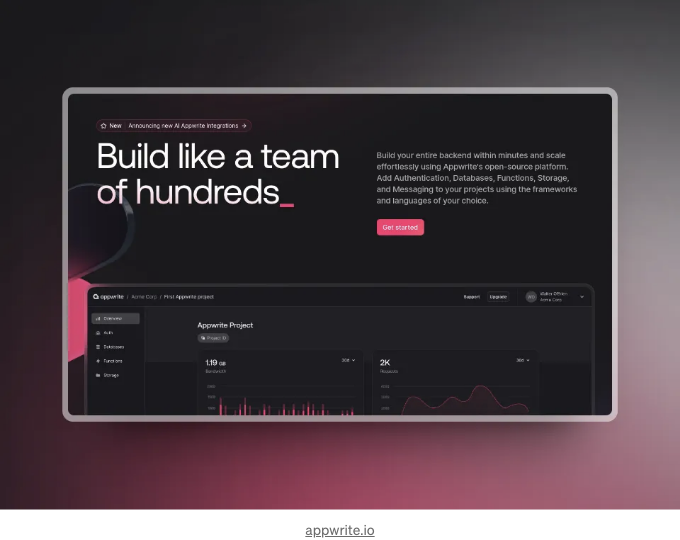 New Announcing new AI Appwrite Integrations →
Build like a team
of hundreds_
Build your entire backend within minutes and scale
effortlessly using Appwrite's open-source platform.
Add Authentication, Databases, Functions, Storage,
and Messaging to your projects using the frameworks
and languages of your choice.
Get started
appwrite / Acme Corp / First Appwrite project
Support
Upgrade
Walter O'Brien
Acme Corp.
Overview
Auth
Databases
Functions
Storage
Appwrite Project
Project ID
1.19 GB
Bandwidth
30d
2K
Requests
30d
appwrite.io